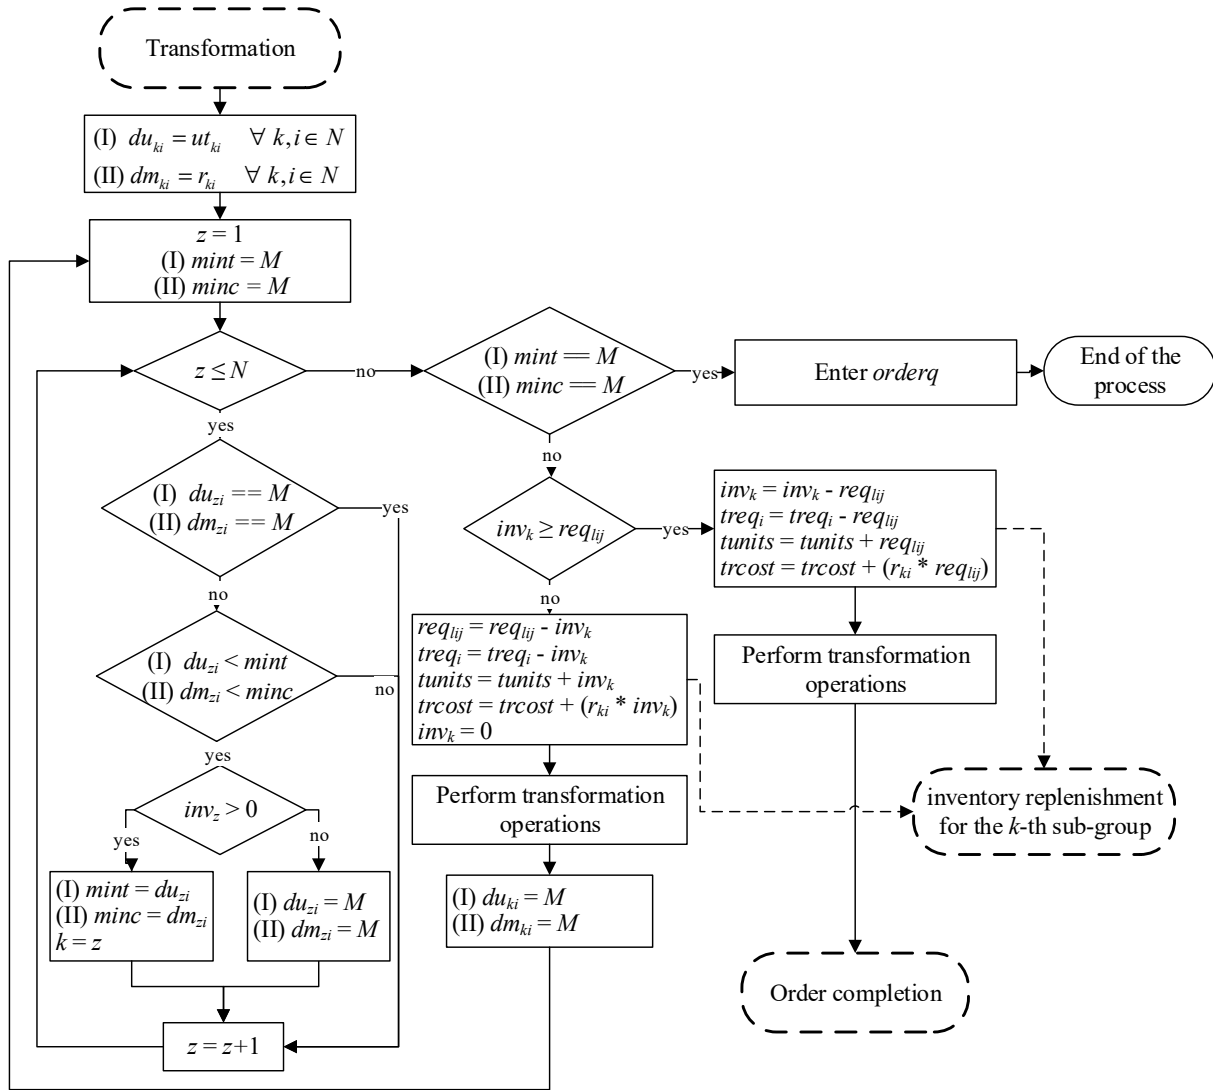 Transformation
(I) du_ki = ut_ki ∀ k,i ∈ N
(II) dm_ki = r_ki ∀ k,i ∈ N
z = 1
(I) mint = M
(II) minc = M
z ≤ N
no
(I) mint == M
(II) minc == M
yes
Enter orderq
End of the
process
yes
(I) du_zi == M
(II) dm_zi == M
yes
no
(I) du_zi < mint
(II) dm_zi < minc
no
yes
inv_z > 0
yes
no
(I) mint = du_zi
(II) minc = dm_zi
k = z
(I) du_zi = M
(II) dm_zi = M
z = z+1
no
inv_k ≥ req_lij
yes
inv_k = inv_k - req_lij
treq_i = treq_i - req_lij
tunits = tunits + req_lij
trcost = trcost + (r_ki * req_lij)
Perform transformation
operations
no
req_lij = req_lij - inv_k
treq_i = treq_i - inv_k
tunits = tunits + inv_k
trcost = trcost + (r_ki * inv_k)
inv_k = 0
Perform transformation
operations
(I) du_ki = M
(II) dm_ki = M
inventory replenishment
for the k-th sub-group
Order completion